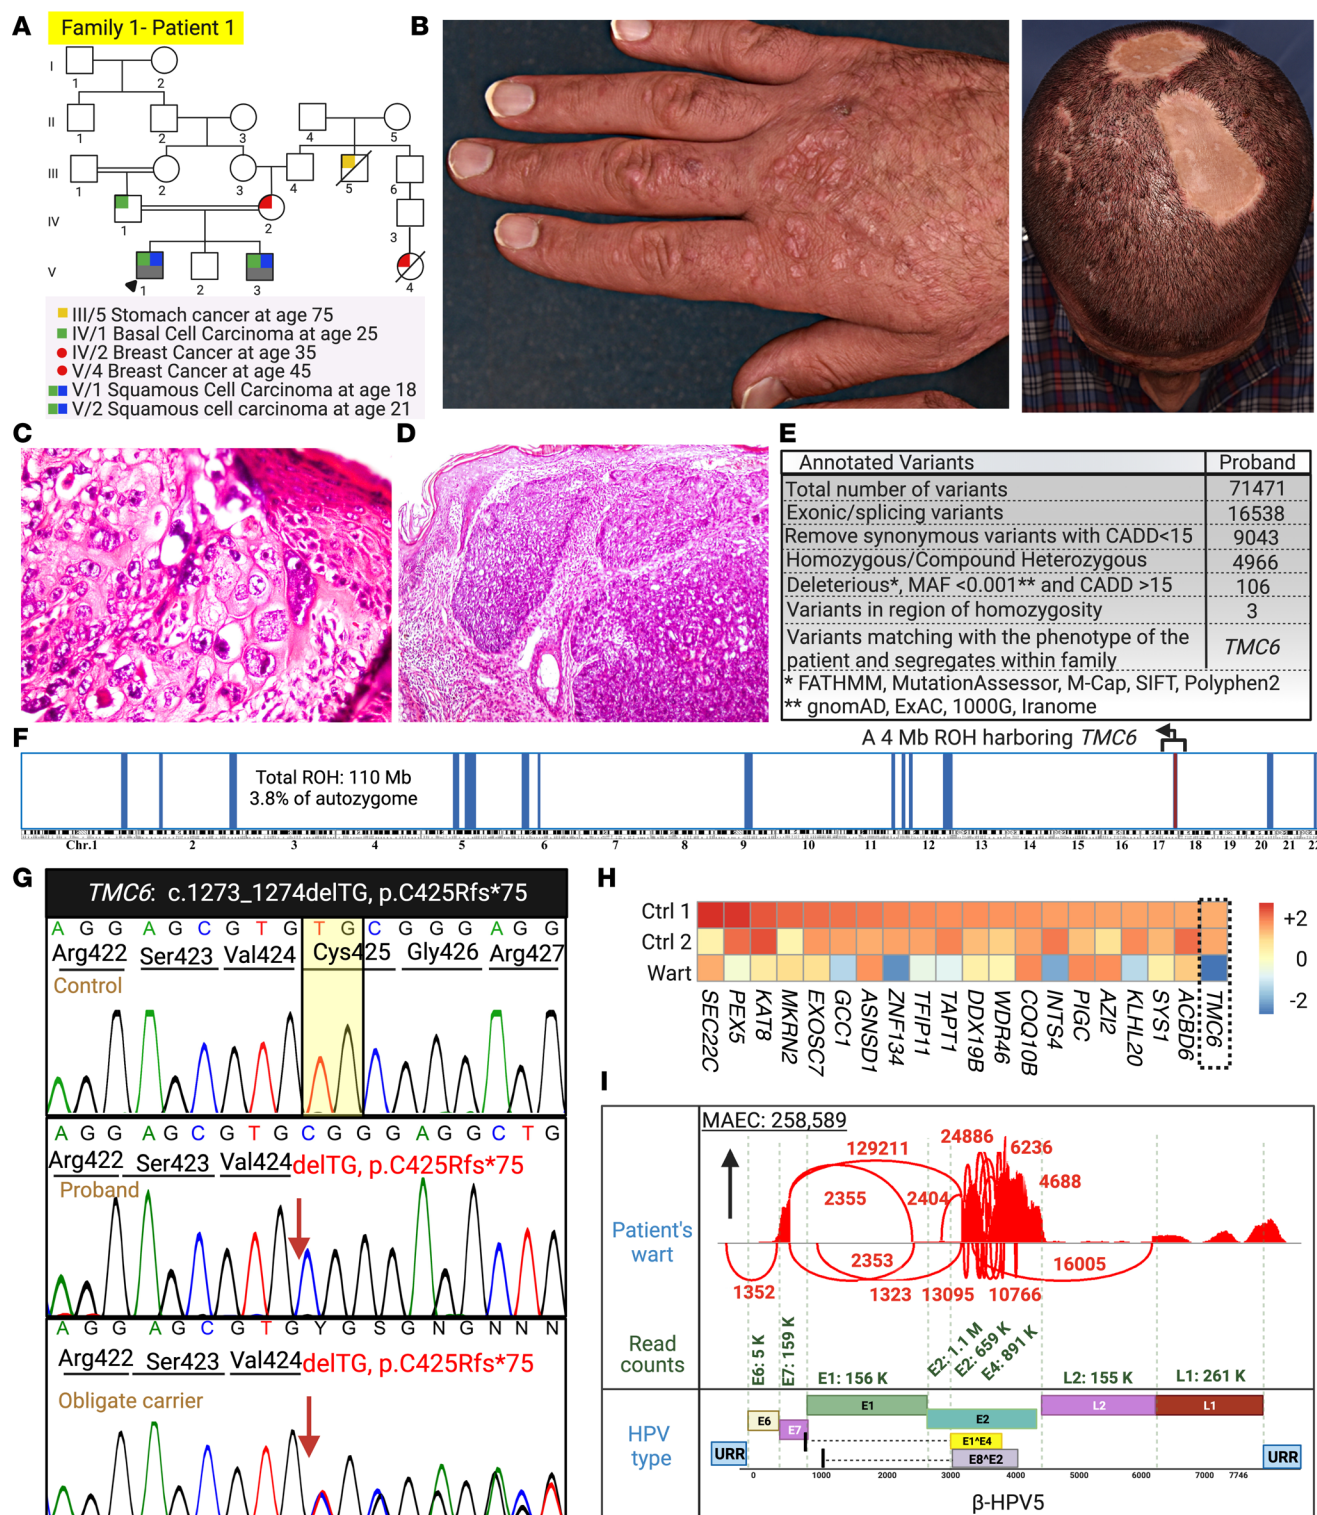 A
Family 1- Patient 1
I
1
2
II
1
2
3
4
5
III
1
2
3
4
5
6
IV
1
2
3
V
1
2
3
4
III/5 Stomach cancer at age 75
IV/1 Basal Cell Carcinoma at age 25
IV/2 Breast Cancer at age 35
V/4 Breast Cancer at age 45
V/1 Squamous Cell Carcinoma at age 18
V/2 Squamous cell carcinoma at age 21
B
C
D
E
Annotated Variants Proband
Total number of variants 71471
Exonic/splicing variants 16538
Remove synonymous variants with CADD<15 9043
Homozygous/Compound Heterozygous 4966
Deleterious*, MAF <0.001** and CADD >15 106
Variants in region of homozygosity 3
Variants matching with the phenotype of the
patient and segregates within family TMC6
* FATHMM, MutationAssessor, M-Cap, SIFT, Polyphen2
** gnomAD, ExAC, 1000G, Iranome
F
A 4 Mb ROH harboring TMC6
Total ROH: 110 Mb
3.8% of autozygome
Chr.1 2 3 4 5 6 7 8 9 10 11 12 13 14 15 16 17 18 19 20 21 22
G
TMC6: c.1273_1274delTG, p.C425Rfs*75
A G G A G C G T G T G C G G G A G G
Arg422 Ser423 Val424 Cys425 Gly426 Arg427
Control
A G G A G C G T G C G G G A G G C T G
Arg422 Ser423 Val424 delTG, p.C425Rfs*75
Proband
A G G A G C G T G Y G S G N G N N N
Arg422 Ser423 Val424 delTG, p.C425Rfs*75
Obligate carrier
H
Ctrl 1
Ctrl 2
Wart
+2
0
-2
SEC22C
PEX5
KAT8
MKRN2
EXOSC7
GCC1
ASNSD1
ZNF134
TFIP11
TAPT1
DDX19B
WDR46
COQ10B
INTS4
PIGC
AZI2
KLHL20
SYS1
ACBD6
TMC6
I
MAEC: 258,589
129211
24886
6236
4688
2355
2404
Patient's
wart
2353
16005
1352
1323
13095
10766
Read
counts
E6: 5 K
E7: 159 K
E1: 156 K
E2: 1.1 M
E2: 659 K
E4: 891 K
L2: 155 K
L1: 261 K
HPV
type
URR
E6
E7
E1
E2
E1^E4
E8^E2
L2
L1
URR
0 1000 2000 3000 4000 5000 6000 7000 7746
β-HPV5